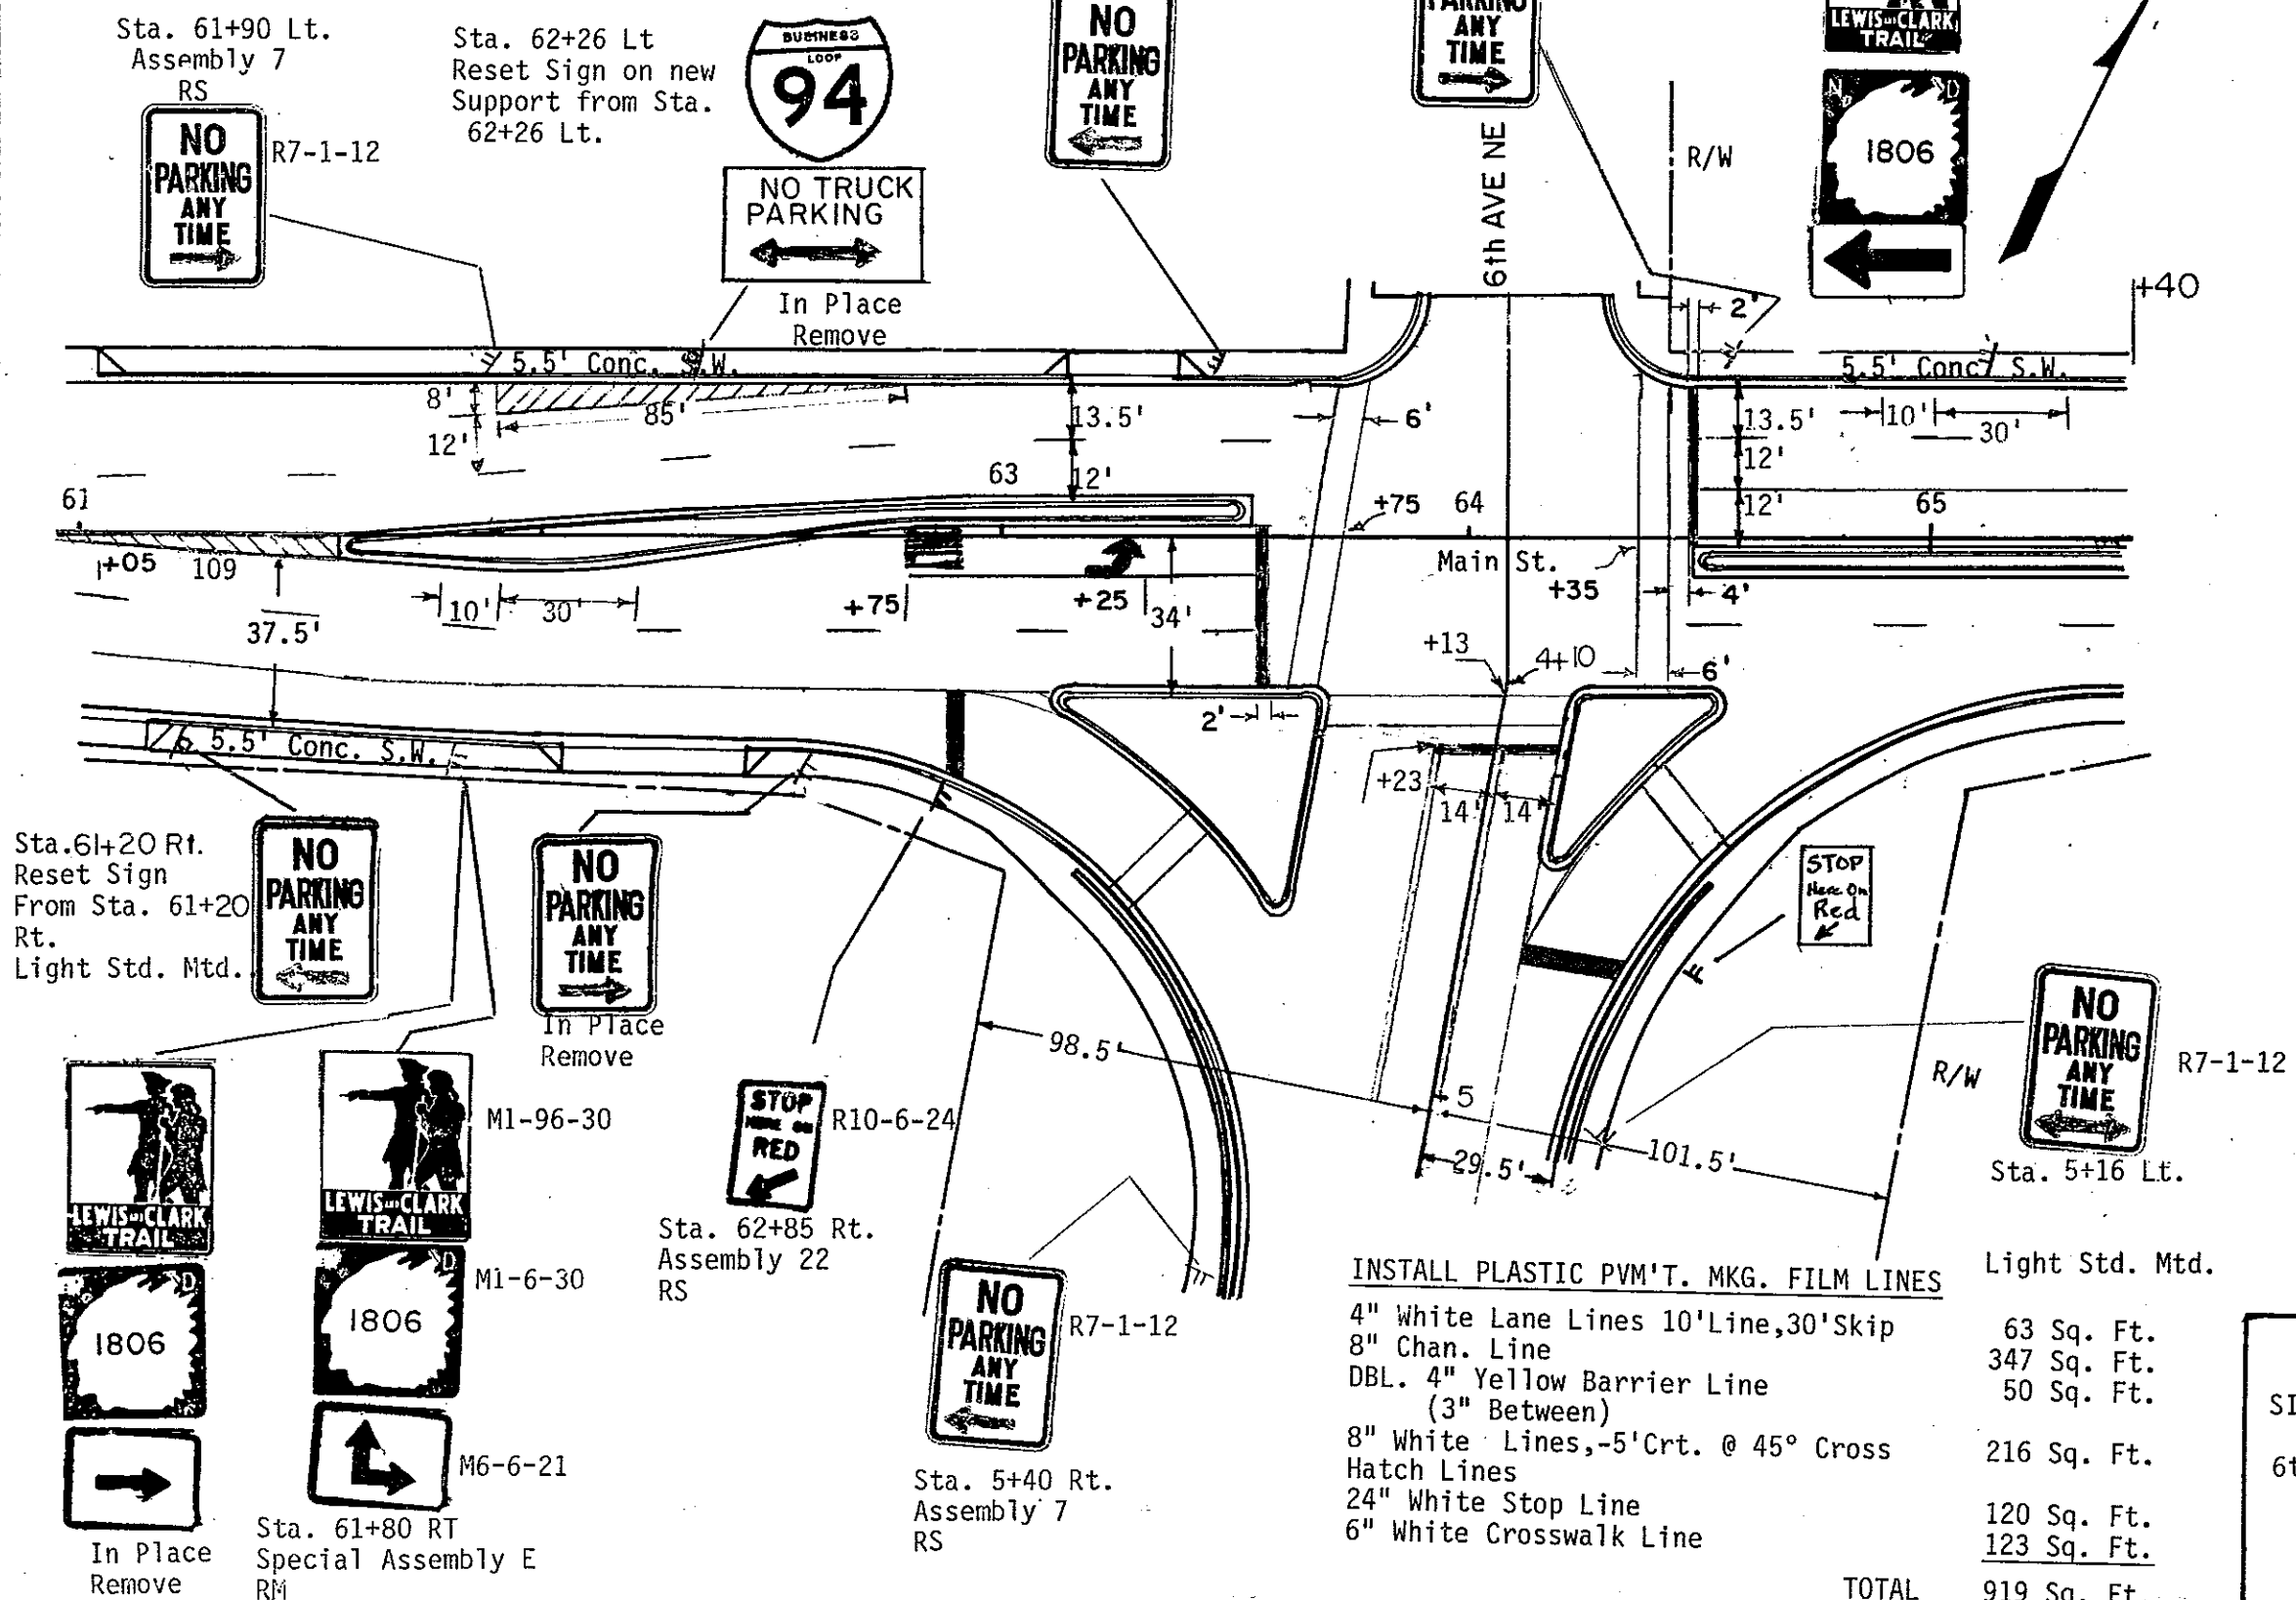 Sta. 61+90 Lt.
Assembly 7
RS
NO
PARKING
ANY
TIME
R7-1-12
Sta. 62+26 Lt
Reset Sign on new
Support from Sta.
62+26 Lt.
BUSINESS
LOOP
94
NO TRUCK
PARKING
In Place
Remove
NO
PARKING
ANY
TIME
PARKING
ANY
TIME
6th AVE NE
R/W
LEWIS AND CLARK
TRAIL
N D
1806
+40
2'
5.5' Conc. S.W.
5.5' Conc S.W.
8'
85'
12'
13.5'
12'
6'
13.5'
10'
30'
12'
12'
61
63
+75
64
65
+05
109
Main St.
+35
4'
10'
30'
+75
+25
34'
37.5'
+13
4+10
6'
2'
5.5' Conc. S.W.
+23
14'
14'
Sta.61+20 Rt.
Reset Sign
From Sta. 61+20
Rt.
Light Std. Mtd.
NO
PARKING
ANY
TIME
NO
PARKING
ANY
TIME
In Place
Remove
STOP
Here On
Red
NO
PARKING
ANY
TIME
R7-1-12
Sta. 5+16 Lt.
Light Std. Mtd.
98.5'
5
29.5'
101.5'
R/W
LEWIS AND CLARK
TRAIL
D
1806
In Place
Remove
LEWIS AND CLARK
TRAIL
M1-96-30
D
1806
M1-6-30
M6-6-21
Sta. 61+80 RT
Special Assembly E
RM
STOP
HERE ON
RED
R10-6-24
Sta. 62+85 Rt.
Assembly 22
RS
NO
PARKING
ANY
TIME
R7-1-12
Sta. 5+40 Rt.
Assembly 7
RS
INSTALL PLASTIC PVM'T. MKG. FILM LINES
4" White Lane Lines 10'Line,30'Skip 63 Sq. Ft.
8" Chan. Line 347 Sq. Ft.
DBL. 4" Yellow Barrier Line 50 Sq. Ft.
(3" Between)
8" White Lines,-5'Crt. @ 45° Cross 216 Sq. Ft.
Hatch Lines
24" White Stop Line 120 Sq. Ft.
6" White Crosswalk Line 123 Sq. Ft.
TOTAL 919 Sq. Ft.